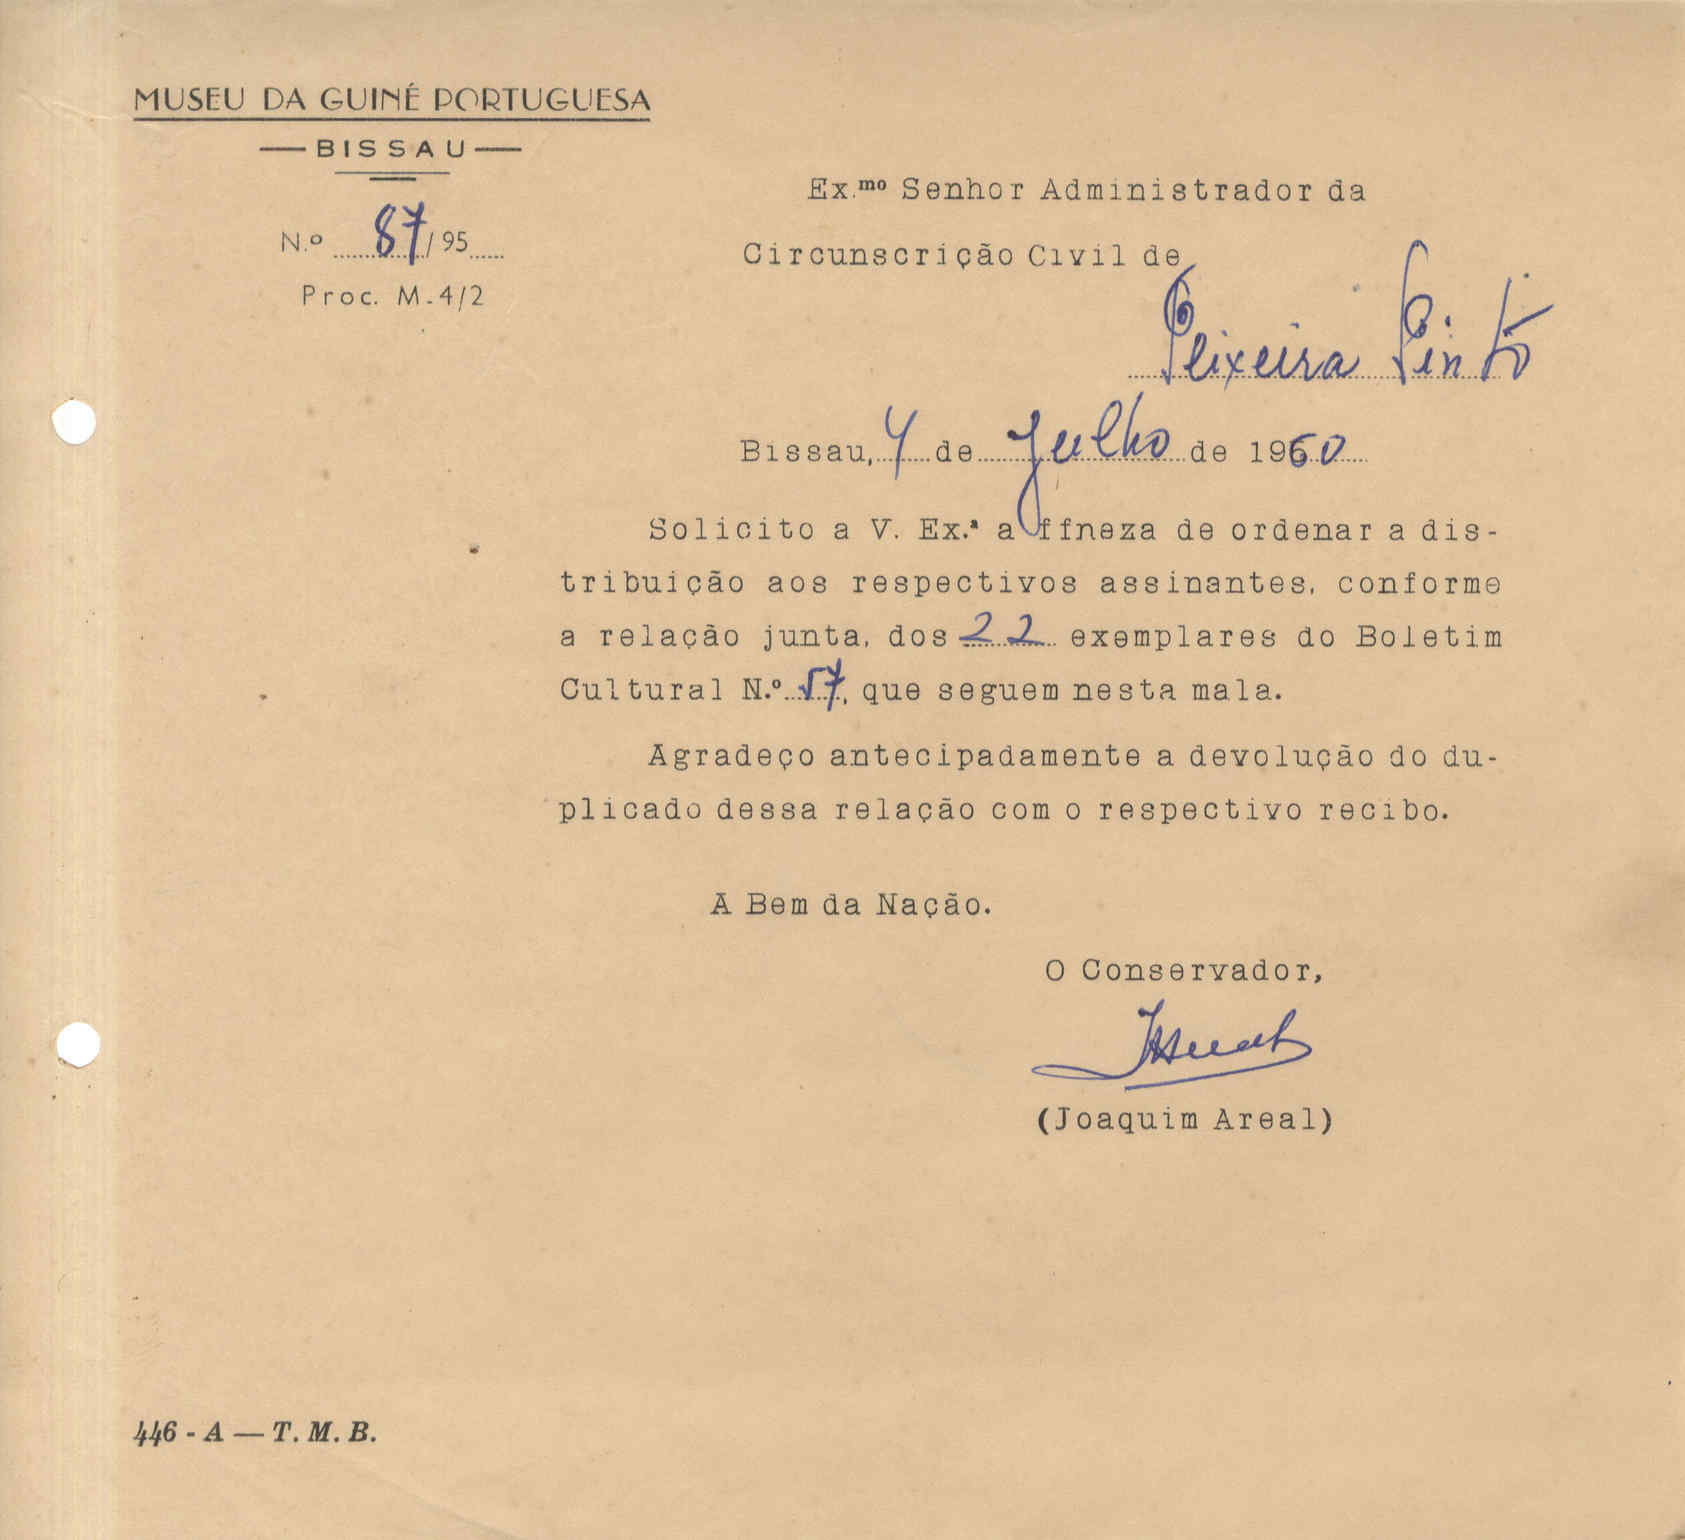 MUSEU DA GUINÉ PORTUGUESA
BISSAU
N.º 87/95
Proc. M-4/2
Ex.mo Senhor Administrador da
Circunscrição Civil de
Teixeira Pinto
Bissau, 4 de Julho de 1960
Solicito a V. Ex.ª a ffneza de ordenar a dis-
tribuição aos respectivos assinantes, conforme
a relação junta, dos 22 exemplares do Boletim
Cultural N.º 57, que seguem nesta mala.
Agradeço antecipadamente a devolução do du-
plicado dessa relação com o respectivo recibo.
A Bem da Nação.
O Conservador,
(Joaquim Areal)
446 - A — T. M. B.